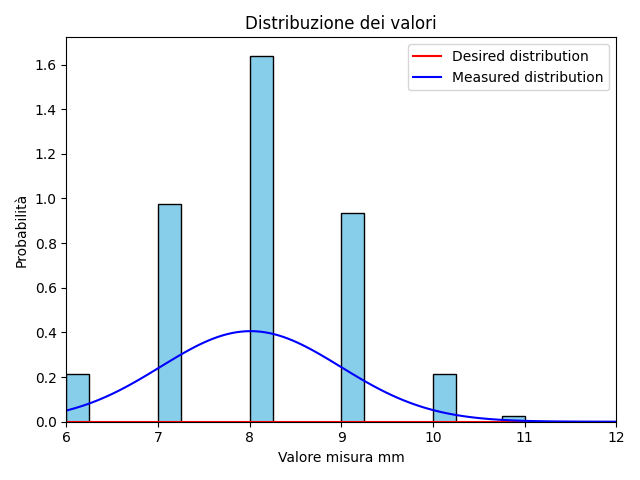 Distribuzione dei valori
Desired distribution
Measured distribution
Probabilità
1.6
1.4
1.2
1.0
0.8
0.6
0.4
0.2
0.0
6 7 8 9 10 11 12
Valore misura mm